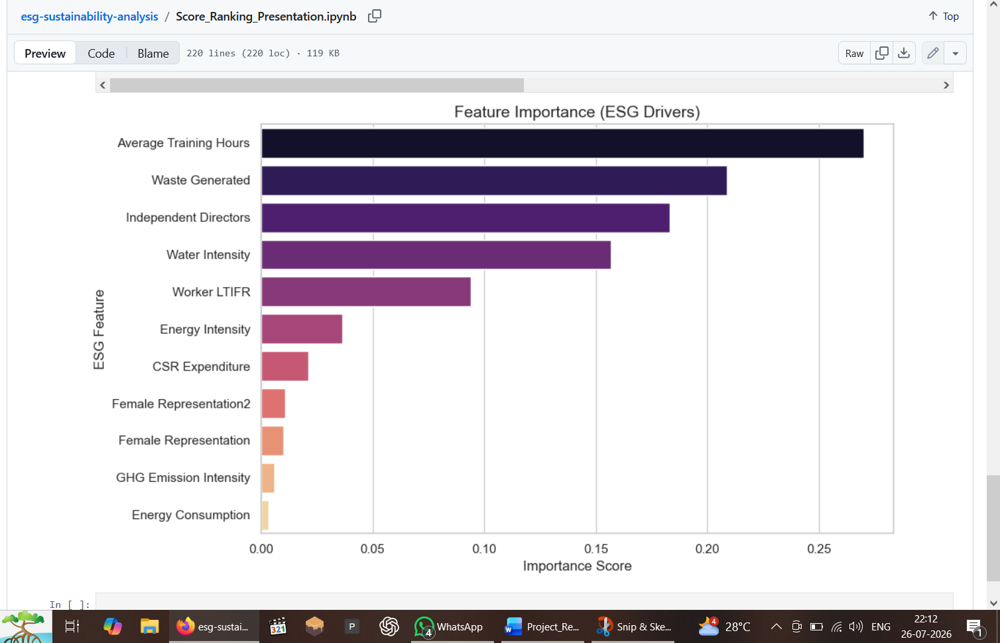 esg-sustainability-analysis / Score_Ranking_Presentation.ipynb
Top
Preview Code Blame 220 lines (220 loc) · 119 KB Raw
Feature Importance (ESG Drivers)
Average Training Hours
Waste Generated
Independent Directors
Water Intensity
Worker LTIFR
Energy Intensity
CSR Expenditure
Female Representation2
Female Representation
GHG Emission Intensity
Energy Consumption
ESG Feature
0.00 0.05 0.10 0.15 0.20 0.25
Importance Score
In [ ]:
esg-sustai... 321 P 4 WhatsApp W Project_Re... Snip & Ske... 4 28°C ENG 22:12 1
26-07-2026